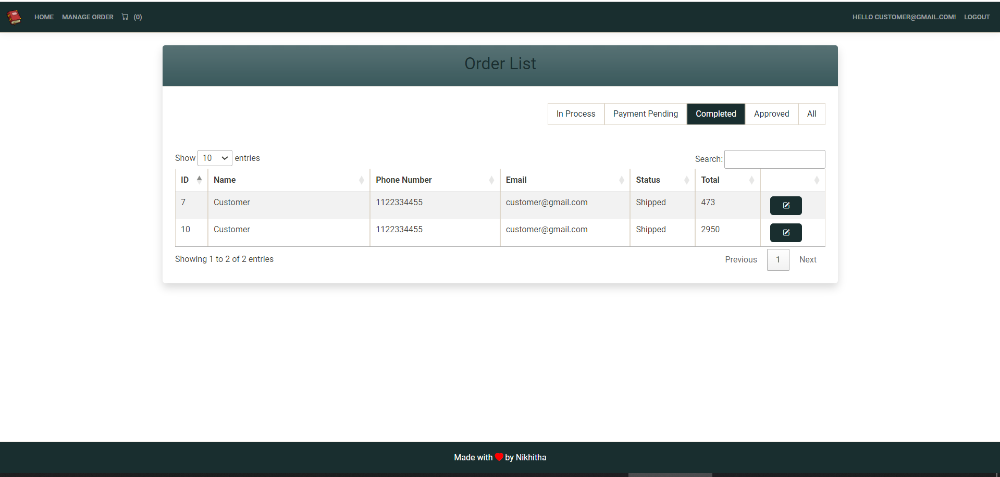 HOME MANAGE ORDER (0) HELLO CUSTOMER@GMAIL.COM! LOGOUT
Order List
In Process Payment Pending Completed Approved All
Show 10 entries Search:
ID Name Phone Number Email Status Total
7 Customer 1122334455 customer@gmail.com Shipped 473
10 Customer 1122334455 customer@gmail.com Shipped 2950
Showing 1 to 2 of 2 entries Previous 1 Next
Made with ❤ by Nikhitha